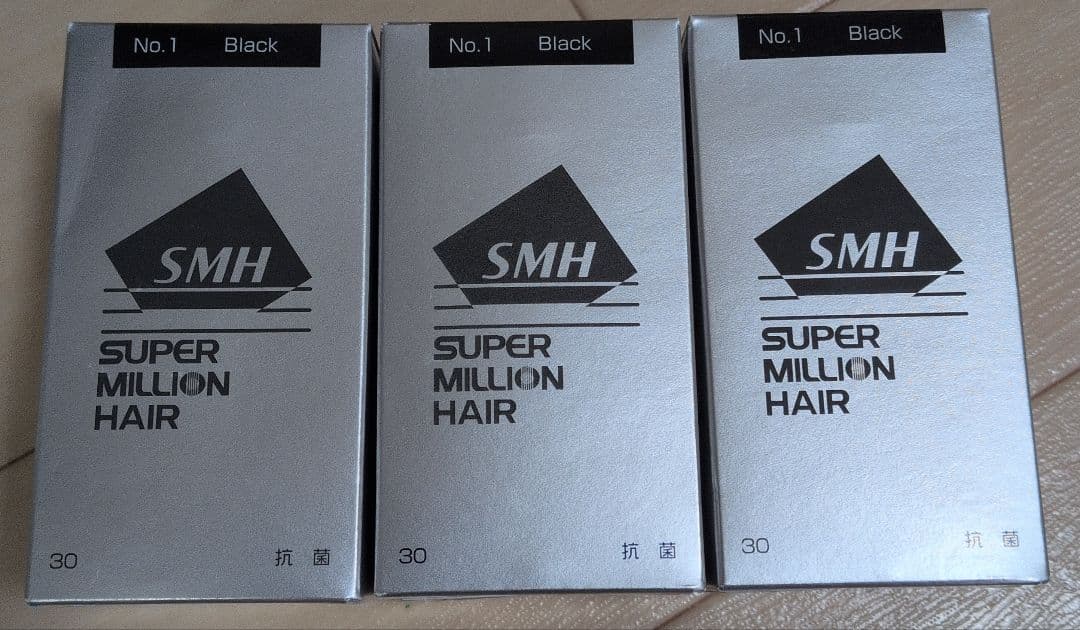 No.1 Black
SMH
SUPER
MILLION
HAIR
30 抗菌
No.1 Black
SMH
SUPER
MILLION
HAIR
30 抗菌
No.1 Black
SMH
SUPER
MILLION
HAIR
30 抗菌